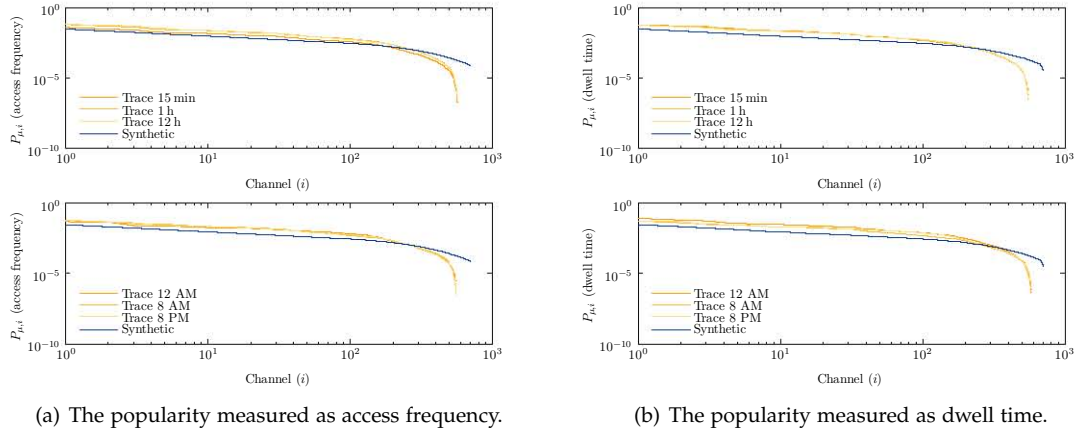 10^0
10^−5
10^−10
P_{μ,i} (access frequency)
Trace 15 min
Trace 1 h
Trace 12 h
Synthetic
10^0 10^1 10^2 10^3
Channel (i)
10^0
10^−5
10^−10
P_{μ,i} (dwell time)
Trace 15 min
Trace 1 h
Trace 12 h
Synthetic
10^0 10^1 10^2 10^3
Channel (i)
10^0
10^−5
10^−10
P_{μ,i} (access frequency)
Trace 12 AM
Trace 8 AM
Trace 8 PM
Synthetic
10^0 10^1 10^2 10^3
Channel (i)
10^0
10^−5
10^−10
P_{μ,i} (dwell time)
Trace 12 AM
Trace 8 AM
Trace 8 PM
Synthetic
10^0 10^1 10^2 10^3
Channel (i)
(a) The popularity measured as access frequency.
(b) The popularity measured as dwell time.